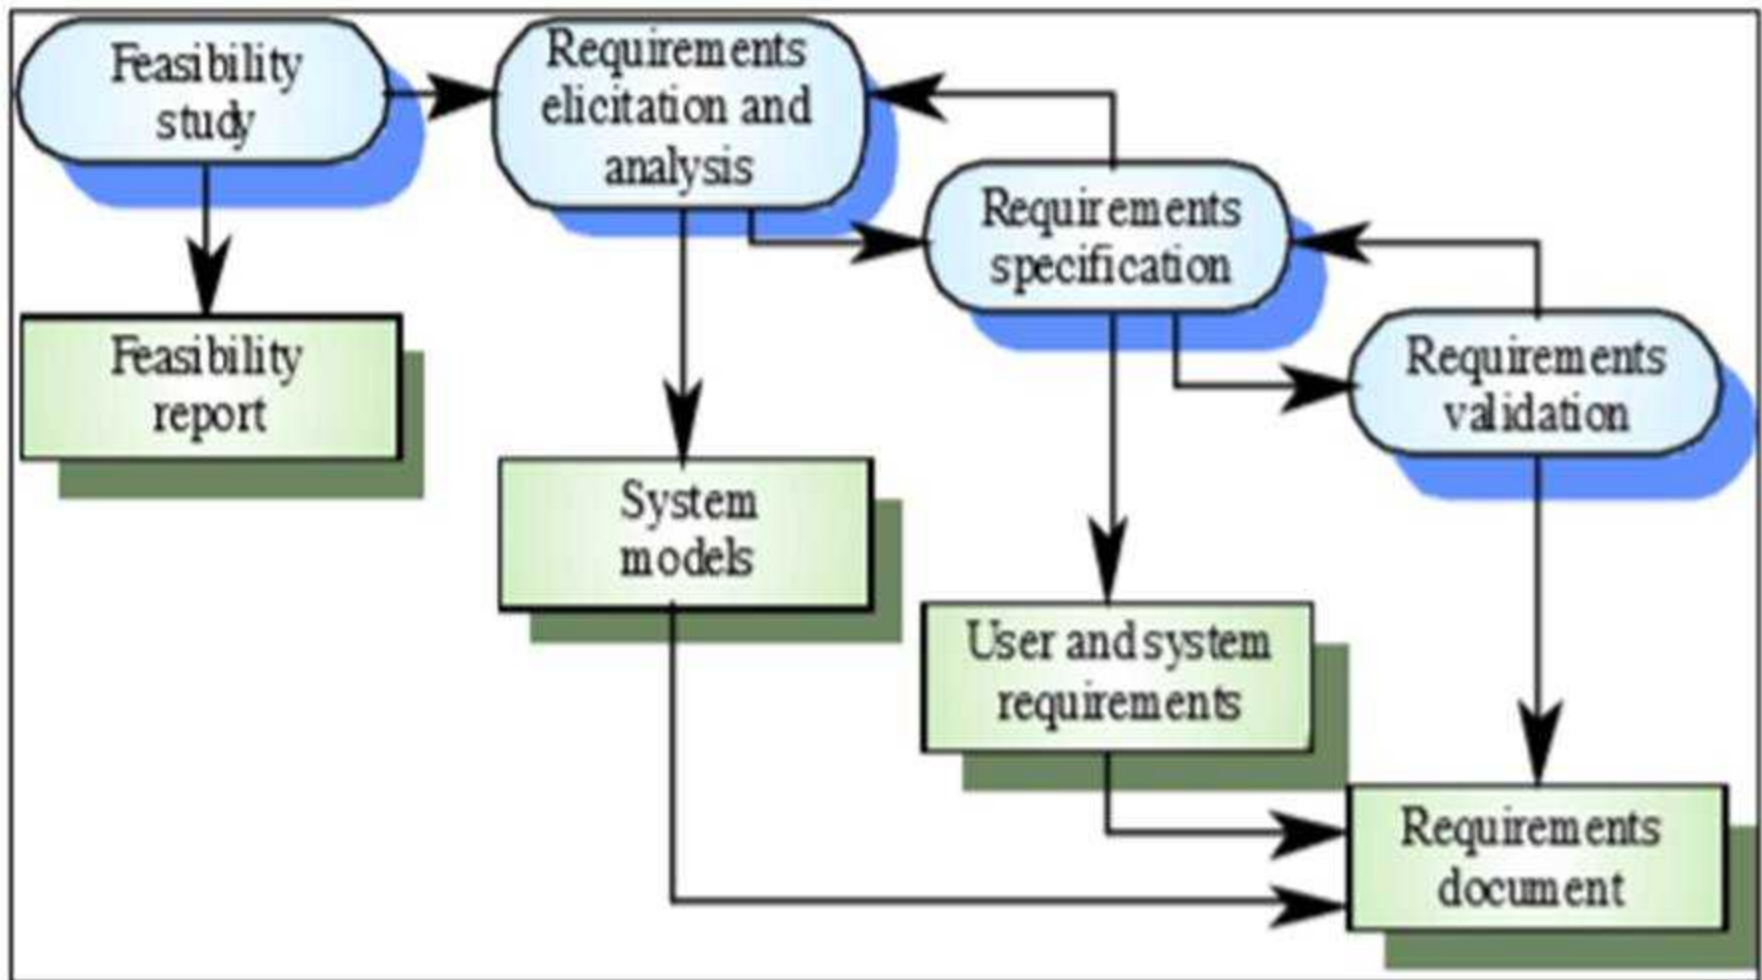 Feasibility
study
Requirements
elicitation and
analysis
Requirements
specification
Requirements
validation
Feasibility
report
System
models
User and system
requirements
Requirements
document